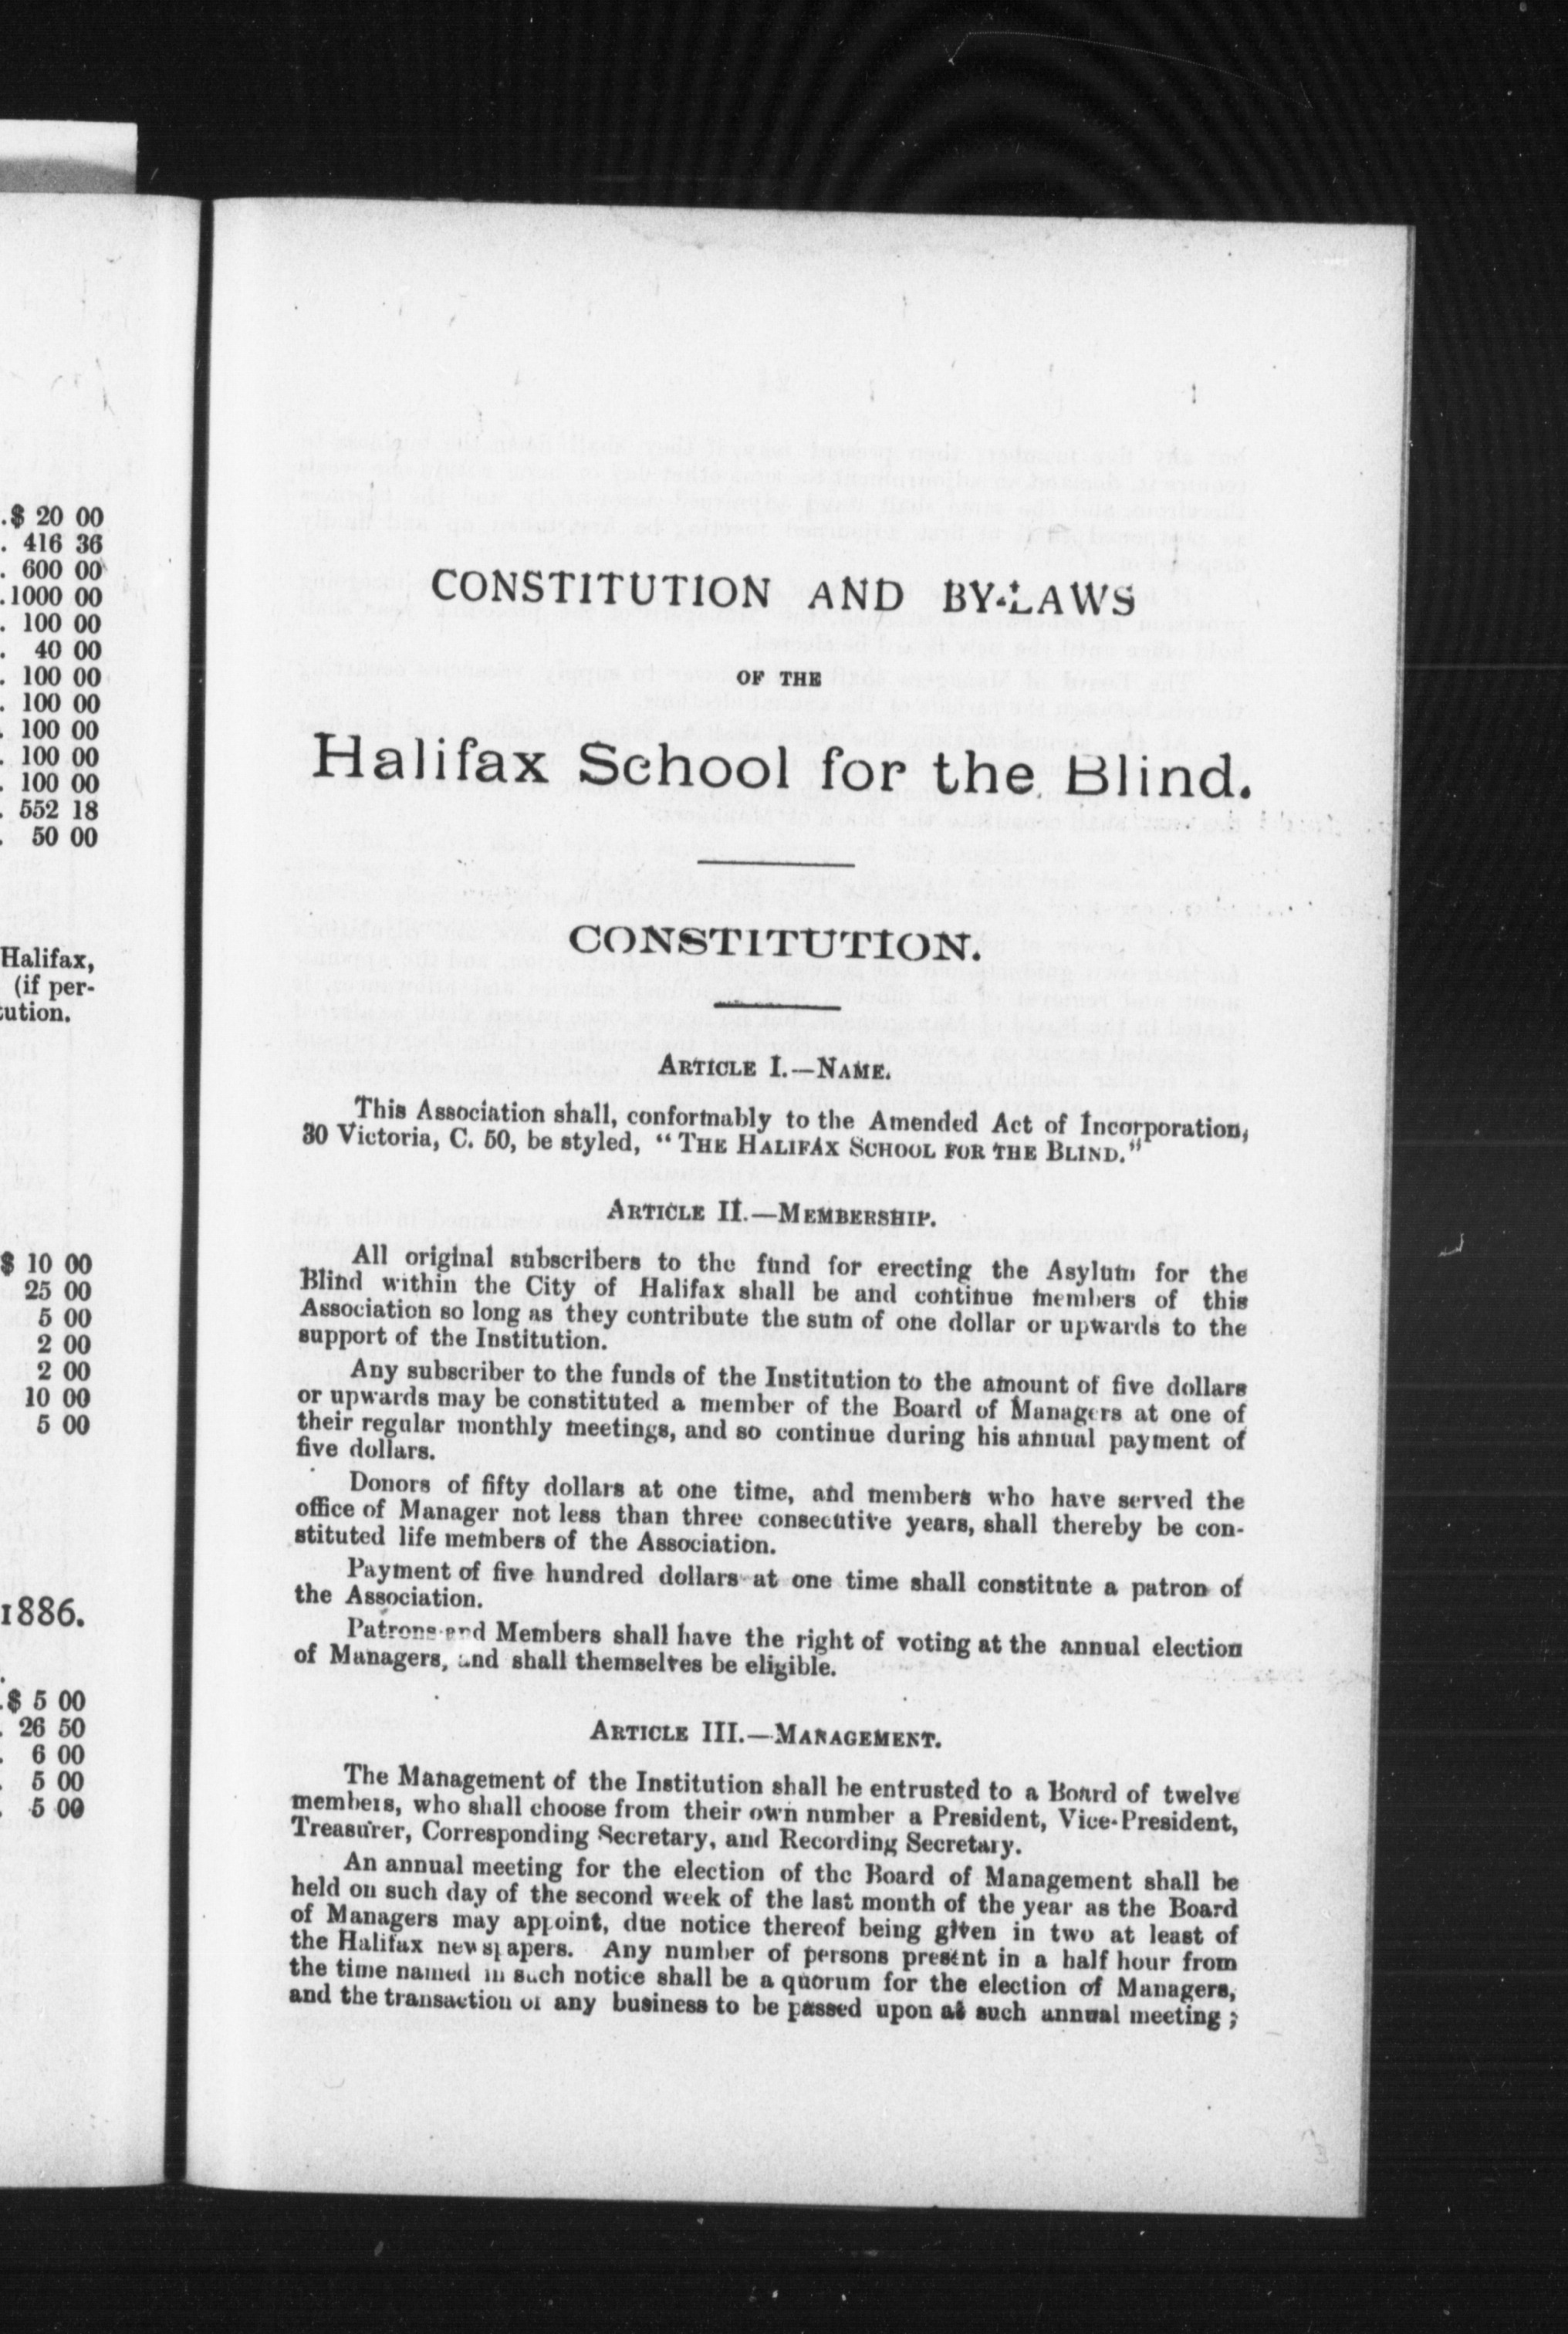 .$ 20 00
. 416 36
. 600 00
.1000 00
. 100 00
. 40 00
. 100 00
. 100 00
. 100 00
. 100 00
. 100 00
. 552 18
. 50 00
Halifax,
(if per-
tution.
$ 10 00
25 00
5 00
2 00
2 00
10 00
5 00
1886.
.$ 5 00
. 26 50
. 6 00
. 5 00
. 5 00
CONSTITUTION AND BY-LAWS
OF THE
Halifax School for the Blind.
CONSTITUTION.
ARTICLE I.—NAME.
This Association shall, conformably to the Amended Act of Incorporation,
30 Victoria, C. 50, be styled, "THE HALIFAX SCHOOL FOR THE BLIND."
ARTICLE II.—MEMBERSHIP.
All original subscribers to the fund for erecting the Asylum for the
Blind within the City of Halifax shall be and continue members of this
Association so long as they contribute the sum of one dollar or upwards to the
support of the Institution.
Any subscriber to the funds of the Institution to the amount of five dollars
or upwards may be constituted a member of the Board of Managers at one of
their regular monthly meetings, and so continue during his annual payment of
five dollars.
Donors of fifty dollars at one time, and members who have served the
office of Manager not less than three consecutive years, shall thereby be con-
stituted life members of the Association.
Payment of five hundred dollars at one time shall constitute a patron of
the Association.
Patrons and Members shall have the right of voting at the annual election
of Managers, and shall themselves be eligible.
ARTICLE III.—MANAGEMENT.
The Management of the Institution shall be entrusted to a Board of twelve
members, who shall choose from their own number a President, Vice-President,
Treasurer, Corresponding Secretary, and Recording Secretary.
An annual meeting for the election of the Board of Management shall be
held on such day of the second week of the last month of the year as the Board
of Managers may appoint, due notice thereof being given in two at least of
the Halifax newspapers. Any number of persons present in a half hour from
the time named in such notice shall be a quorum for the election of Managers,
and the transaction of any business to be passed upon at such annual meeting ;